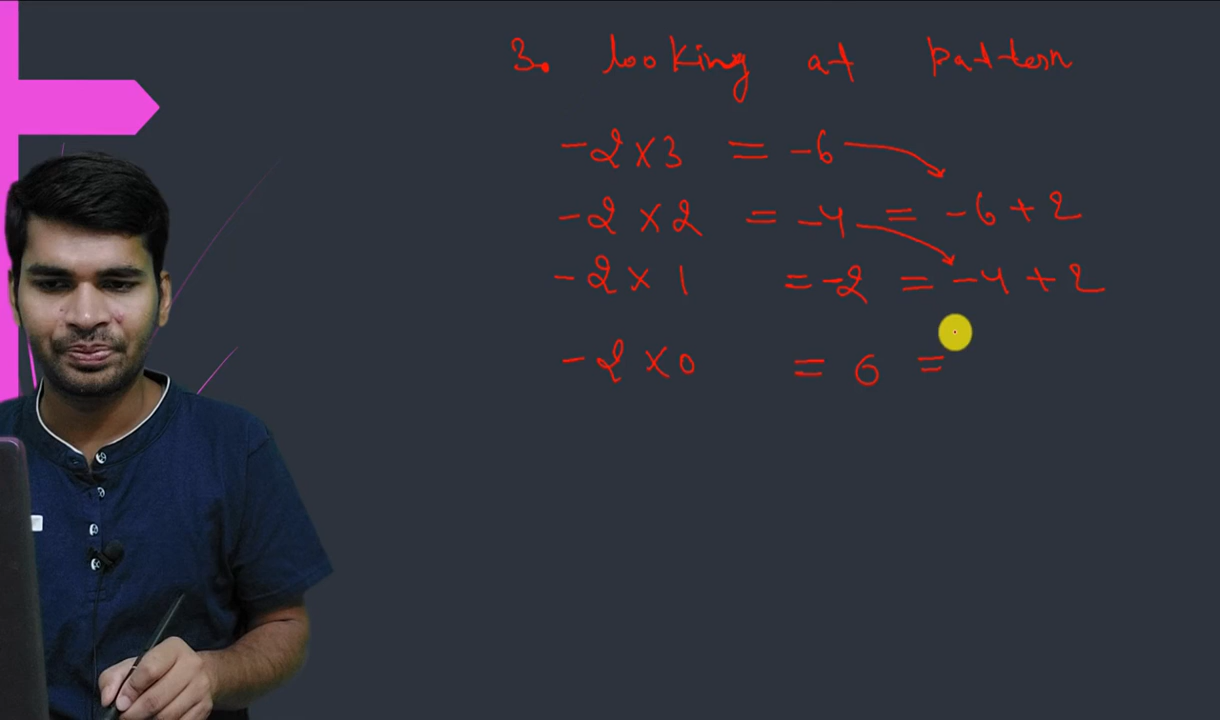 3. looking at pattern
-2 × 3 = -6
-2 × 2 = -4 = -6 + 2
-2 × 1 = -2 = -4 + 2
-2 × 0 = 0 =